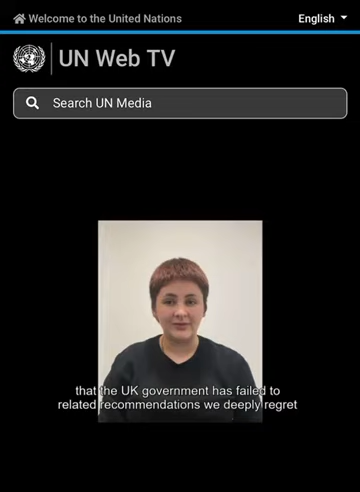 Welcome to the United Nations
English
UN Web TV
Search UN Media
that the UK government has failed to
related recommendations we deeply regret